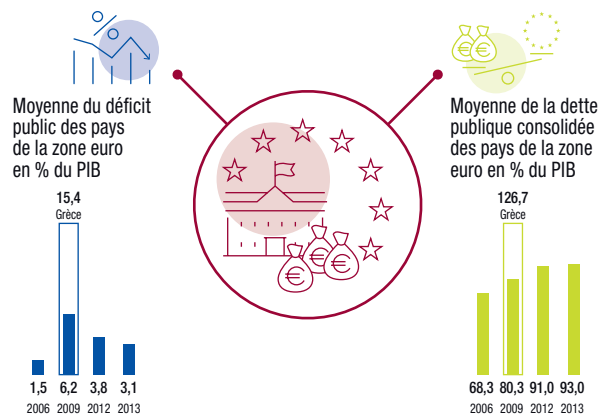 %
Moyenne du déficit
public des pays
de la zone euro
en % du PIB
15,4
Grèce
1,5 6,2 3,8 3,1
2006 2009 2012 2013
€ € €
€ €
%
Moyenne de la dette
publique consolidée
des pays de la zone
euro en % du PIB
126,7
Grèce
68,3 80,3 91,0 93,0
2006 2009 2012 2013